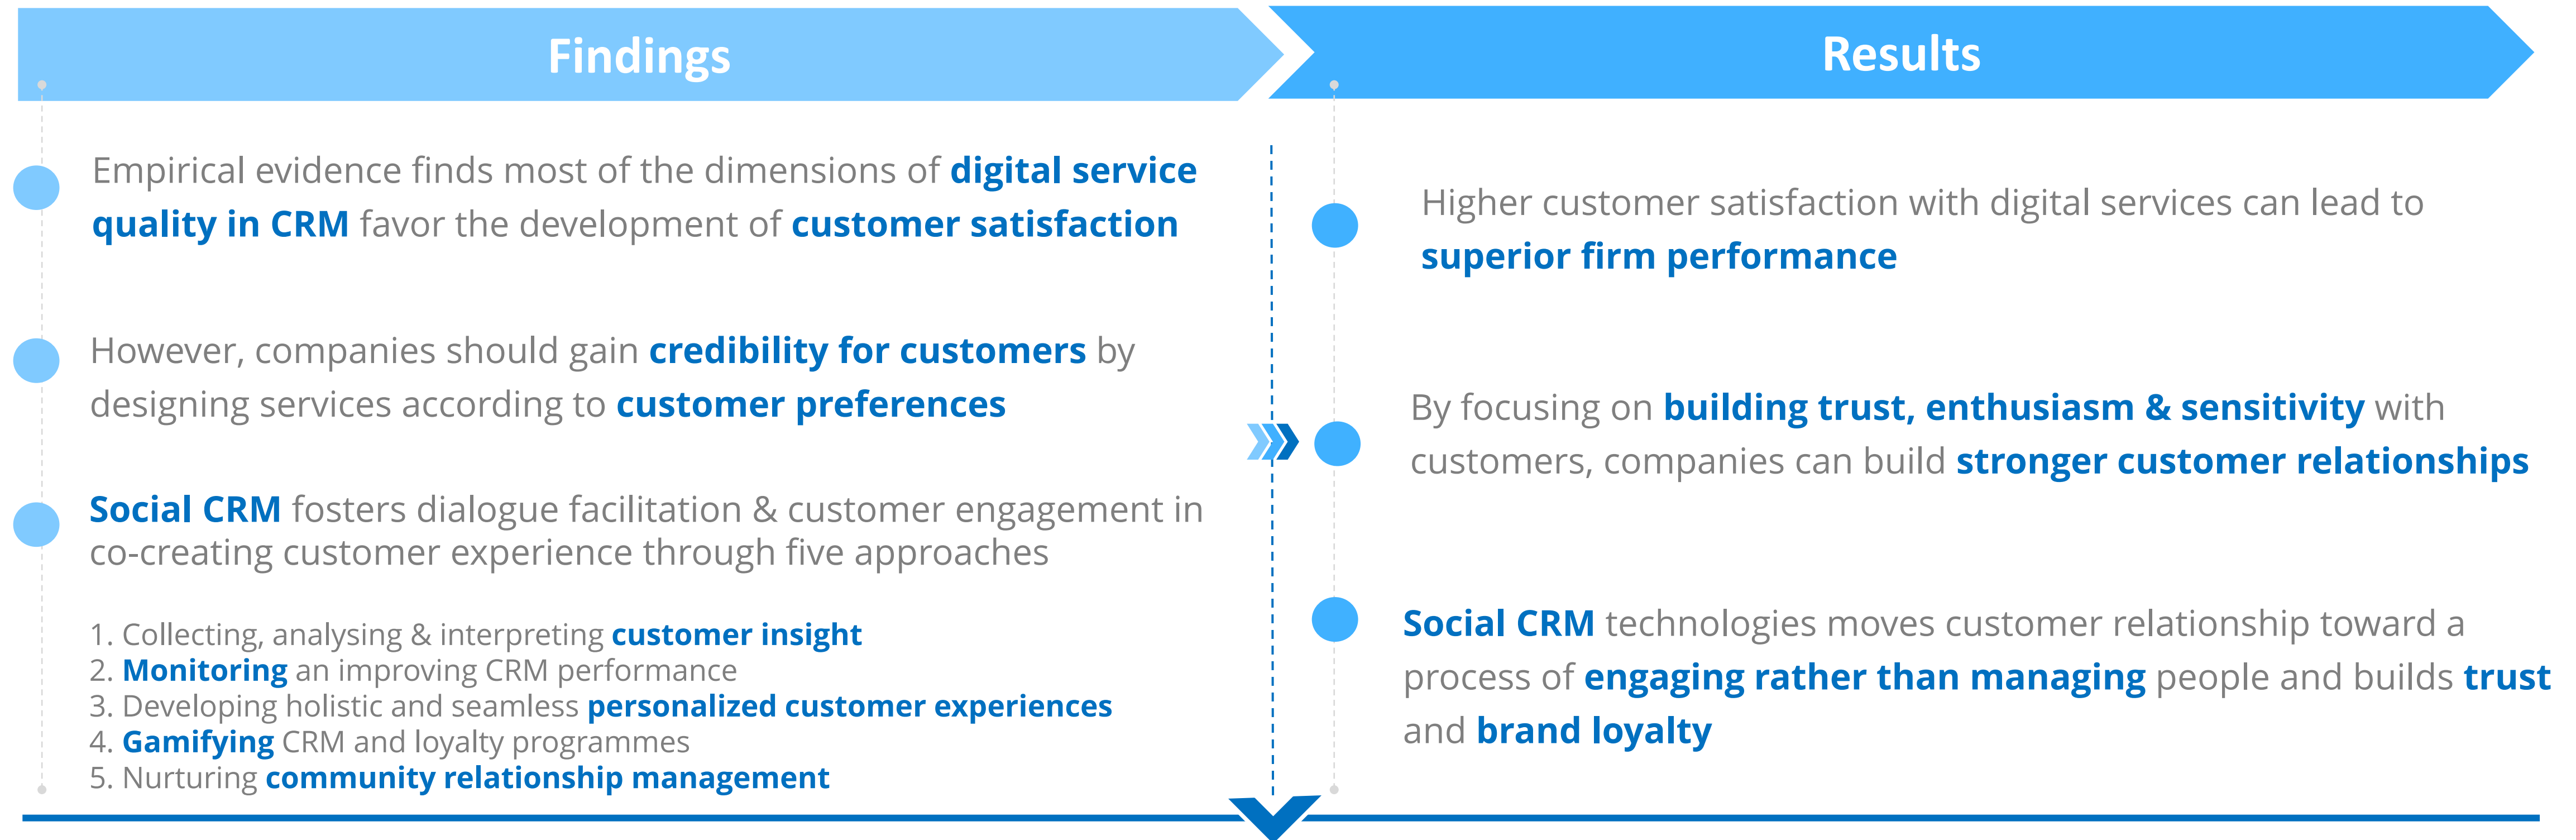 Findings
Empirical evidence finds most of the dimensions of digital service
quality in CRM favor the development of customer satisfaction
However, companies should gain credibility for customers by
designing services according to customer preferences
Social CRM fosters dialogue facilitation & customer engagement in
co-creating customer experience through five approaches
1. Collecting, analysing & interpreting customer insight
2. Monitoring an improving CRM performance
3. Developing holistic and seamless personalized customer experiences
4. Gamifying CRM and loyalty programmes
5. Nurturing community relationship management
Results
Higher customer satisfaction with digital services can lead to
superior firm performance
By focusing on building trust, enthusiasm & sensitivity with
customers, companies can build stronger customer relationships
Social CRM technologies moves customer relationship toward a
process of engaging rather than managing people and builds trust
and brand loyalty